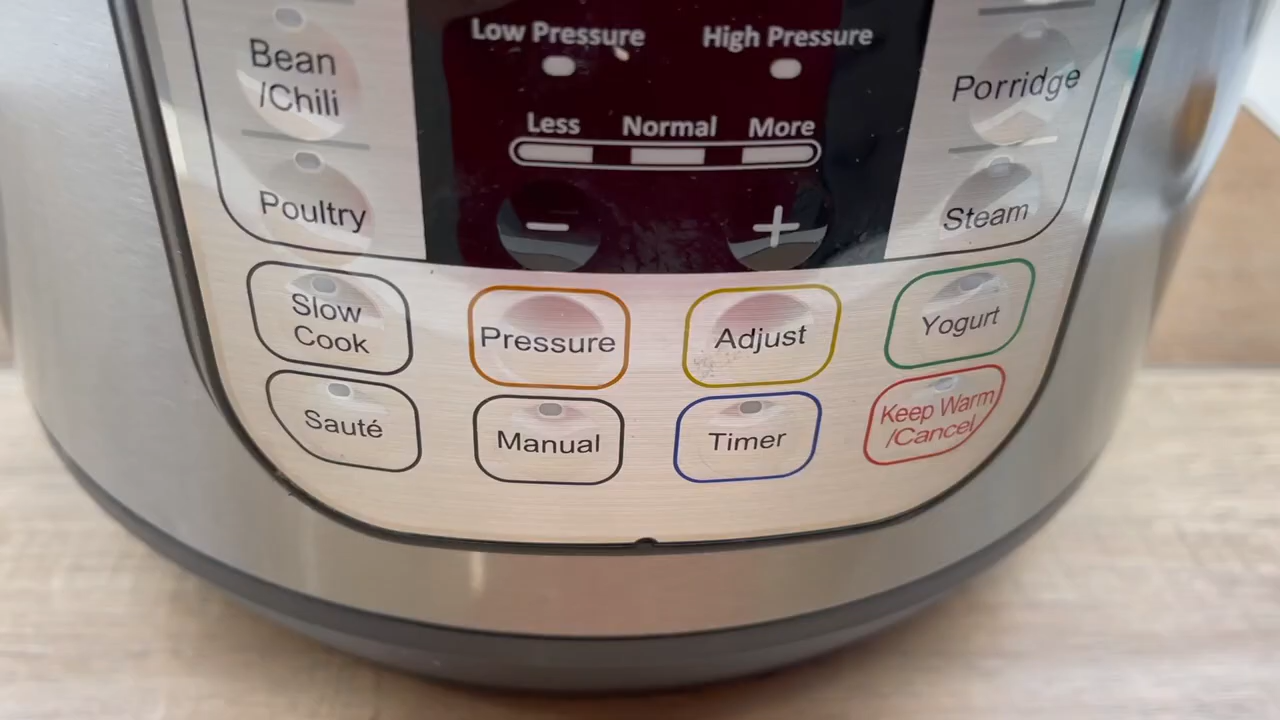 Low Pressure High Pressure
Bean
/Chili
Porridge
Less Normal More
Poultry
− +
Steam
Slow
Cook
Pressure
Adjust
Yogurt
Sauté
Manual
Timer
Keep Warm
/Cancel